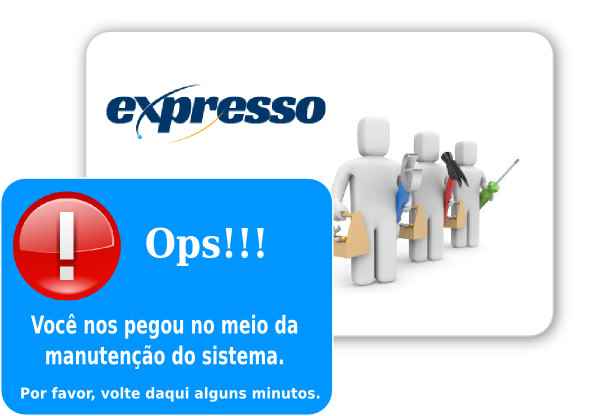 expresso
Ops!!!
Você nos pegou no meio da
manutenção do sistema.
Por favor, volte daqui alguns minutos.